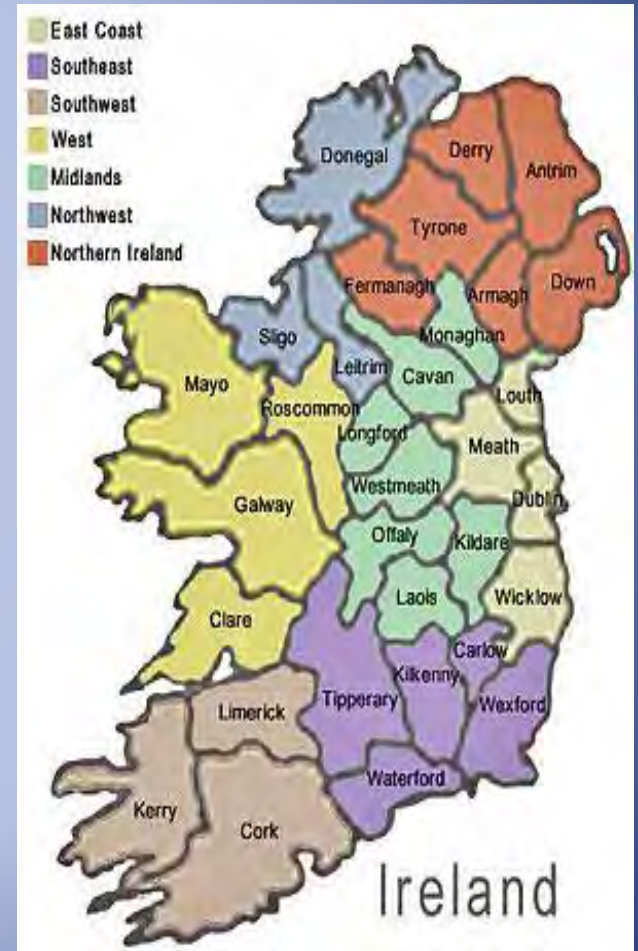 East Coast
Southeast
Southwest
West
Midlands
Northwest
Northern Ireland
Donegal
Derry
Antrim
Tyrone
Fermanagh
Armagh
Down
Monaghan
Sligo
Leitrim
Cavan
Mayo
Roscommon
Louth
Longford
Meath
Westmeath
Galway
Dublin
Offaly
Kildare
Laois
Wicklow
Clare
Carlow
Kilkenny
Tipperary
Wexford
Limerick
Waterford
Kerry
Cork
Ireland